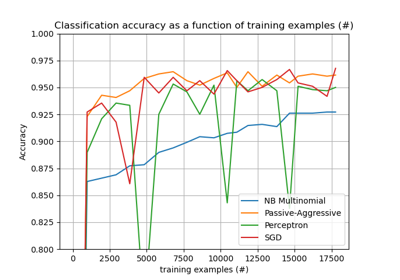 Classification accuracy as a function of training examples (#)
1.000
0.975
0.950
0.925
0.900
0.875
0.850
0.825
0.800
Accuracy
NB Multinomial
Passive-Aggressive
Perceptron
SGD
0 2500 5000 7500 10000 12500 15000 17500
training examples (#)